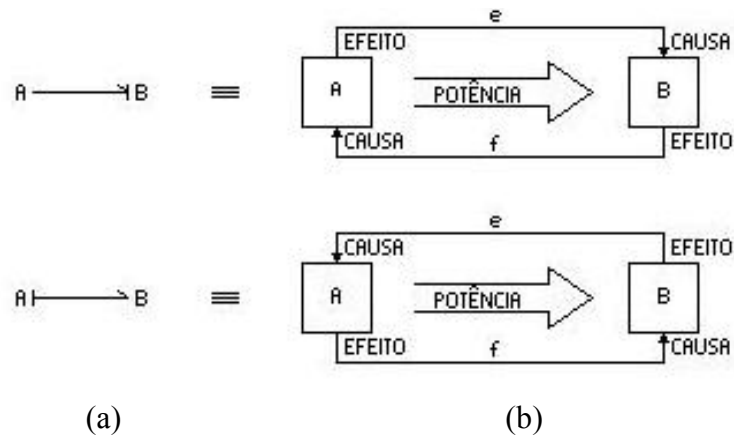 e
EFEITO CAUSA
A B ≡ A POTÊNCIA B
CAUSA EFEITO
f
e
CAUSA EFEITO
A B ≡ A POTÊNCIA B
EFEITO CAUSA
f
(a) (b)